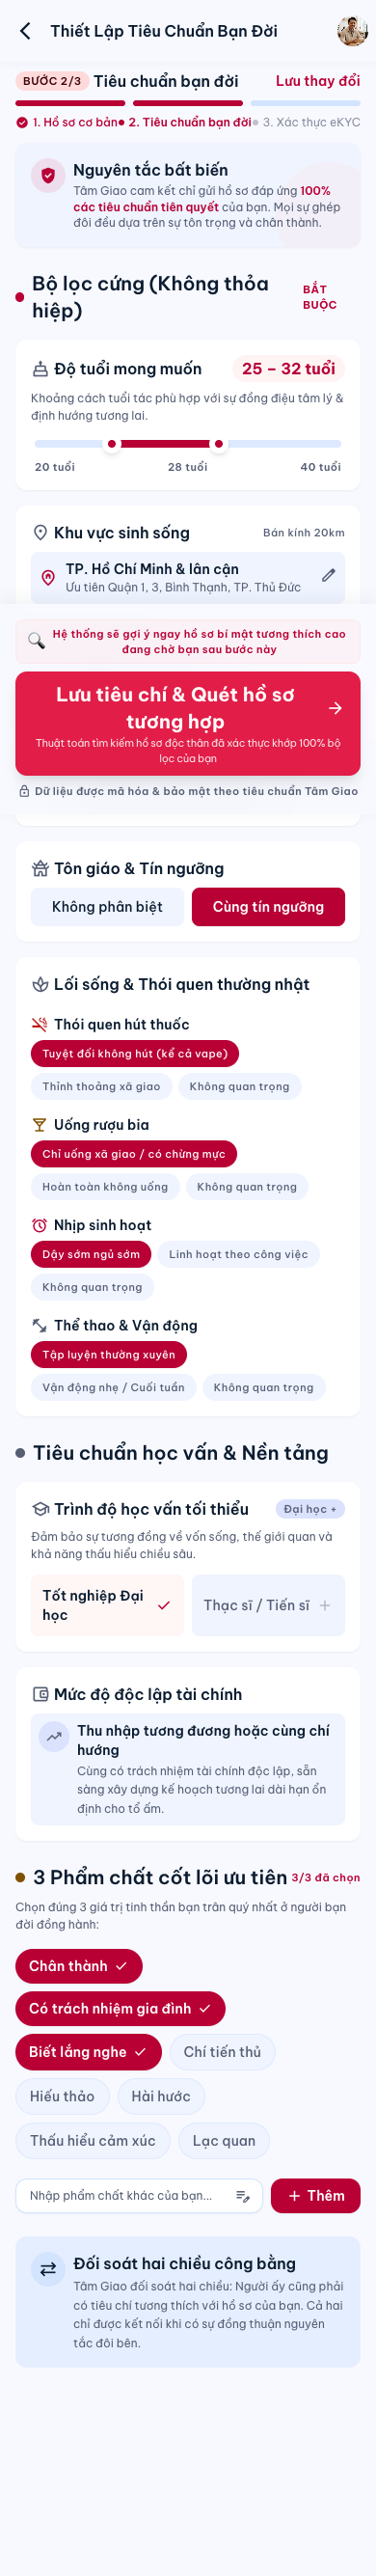 Thiết Lập Tiêu Chuẩn Bạn Đời
BƯỚC 2/3 Tiêu chuẩn bạn đời Lưu thay đổi
1. Hồ sơ cơ bản 2. Tiêu chuẩn bạn đời 3. Xác thực eKYC
Nguyên tắc bất biến
Tâm Giao cam kết chỉ gửi hồ sơ đáp ứng 100%
các tiêu chuẩn tiên quyết của bạn. Mọi sự ghép
đôi đều dựa trên sự tôn trọng và chân thành.
Bộ lọc cứng (Không thỏa
hiệp)
BẮT
BUỘC
Độ tuổi mong muốn 25 – 32 tuổi
Khoảng cách tuổi tác phù hợp với sự đồng điệu tâm lý &
định hướng tương lai.
20 tuổi 28 tuổi 40 tuổi
Khu vực sinh sống Bán kính 20km
TP. Hồ Chí Minh & lân cận
Ưu tiên Quận 1, 3, Bình Thạnh, TP. Thủ Đức
Hệ thống sẽ gợi ý ngay hồ sơ bí mật tương thích cao
đang chờ bạn sau bước này
Lưu tiêu chí & Quét hồ sơ
tương hợp
Thuật toán tìm kiếm hồ sơ độc thân đã xác thực khớp 100% bộ
lọc của bạn
Dữ liệu được mã hóa & bảo mật theo tiêu chuẩn Tâm Giao
Tôn giáo & Tín ngưỡng
Không phân biệt Cùng tín ngưỡng
Lối sống & Thói quen thường nhật
Thói quen hút thuốc
Tuyệt đối không hút (kể cả vape)
Thỉnh thoảng xã giao Không quan trọng
Uống rượu bia
Chỉ uống xã giao / có chừng mực
Hoàn toàn không uống Không quan trọng
Nhịp sinh hoạt
Dậy sớm ngủ sớm Linh hoạt theo công việc
Không quan trọng
Thể thao & Vận động
Tập luyện thường xuyên
Vận động nhẹ / Cuối tuần Không quan trọng
Tiêu chuẩn học vấn & Nền tảng
Trình độ học vấn tối thiểu Đại học +
Đảm bảo sự tương đồng về vốn sống, thế giới quan và
khả năng thấu hiểu chiều sâu.
Tốt nghiệp Đại
học
Thạc sĩ / Tiến sĩ
Mức độ độc lập tài chính
Thu nhập tương đương hoặc cùng chí
hướng
Cùng có trách nhiệm tài chính độc lập, sẵn
sàng xây dựng kế hoạch tương lai dài hạn ổn
định cho tổ ấm.
3 Phẩm chất cốt lõi ưu tiên 3/3 đã chọn
Chọn đúng 3 giá trị tinh thần bạn trân quý nhất ở người bạn
đời đồng hành:
Chân thành
Có trách nhiệm gia đình
Biết lắng nghe Chí tiến thủ
Hiếu thảo Hài hước
Thấu hiểu cảm xúc Lạc quan
Nhập phẩm chất khác của bạn... Thêm
Đối soát hai chiều công bằng
Tâm Giao đối soát hai chiều: Người ấy cũng phải
có tiêu chí tương thích với hồ sơ của bạn. Cả hai
chỉ được kết nối khi có sự đồng thuận nguyên
tắc đôi bên.